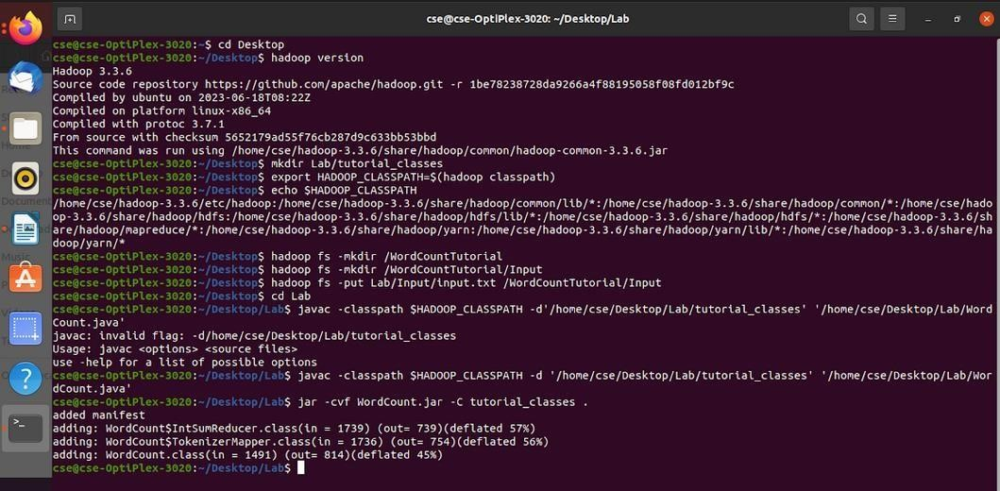 cse@cse-OptiPlex-3020: ~/Desktop/Lab
cse@cse-OptiPlex-3020:~$ cd Desktop
cse@cse-OptiPlex-3020:~/Desktop$ hadoop version
Hadoop 3.3.6
Source code repository https://github.com/apache/hadoop.git -r 1be78238728da9266a4f88195058f08fd012bf9c
Compiled by ubuntu on 2023-06-18T08:22Z
Compiled on platform linux-x86_64
Compiled with protoc 3.7.1
From source with checksum 5652179ad55f76cb287d9c633bb53bbd
This command was run using /home/cse/hadoop-3.3.6/share/hadoop/common/hadoop-common-3.3.6.jar
cse@cse-OptiPlex-3020:~/Desktop$ mkdir Lab/tutorial_classes
cse@cse-OptiPlex-3020:~/Desktop$ export HADOOP_CLASSPATH=$(hadoop classpath)
cse@cse-OptiPlex-3020:~/Desktop$ echo $HADOOP_CLASSPATH
/home/cse/hadoop-3.3.6/etc/hadoop:/home/cse/hadoop-3.3.6/share/hadoop/common/lib/*:/home/cse/hadoop-3.3.6/share/hadoop/common/*:/home/cse/hado
op-3.3.6/share/hadoop/hdfs:/home/cse/hadoop-3.3.6/share/hadoop/hdfs/lib/*:/home/cse/hadoop-3.3.6/share/hadoop/hdfs/*:/home/cse/hadoop-3.3.6/sh
are/hadoop/mapreduce/*:/home/cse/hadoop-3.3.6/share/hadoop/yarn:/home/cse/hadoop-3.3.6/share/hadoop/yarn/lib/*:/home/cse/hadoop-3.3.6/share/ha
doop/yarn/*
cse@cse-OptiPlex-3020:~/Desktop$ hadoop fs -mkdir /WordCountTutorial
cse@cse-OptiPlex-3020:~/Desktop$ hadoop fs -mkdir /WordCountTutorial/Input
cse@cse-OptiPlex-3020:~/Desktop$ hadoop fs -put Lab/Input/input.txt /WordCountTutorial/Input
cse@cse-OptiPlex-3020:~/Desktop$ cd Lab
cse@cse-OptiPlex-3020:~/Desktop/Lab$ javac -classpath $HADOOP_CLASSPATH -d'/home/cse/Desktop/Lab/tutorial_classes' '/home/cse/Desktop/Lab/Word
Count.java'
javac: invalid flag: -d/home/cse/Desktop/Lab/tutorial_classes
Usage: javac <options> <source files>
use -help for a list of possible options
cse@cse-OptiPlex-3020:~/Desktop/Lab$ javac -classpath $HADOOP_CLASSPATH -d '/home/cse/Desktop/Lab/tutorial_classes' '/home/cse/Desktop/Lab/Wor
dCount.java'
cse@cse-OptiPlex-3020:~/Desktop/Lab$ jar -cvf WordCount.jar -C tutorial_classes .
added manifest
adding: WordCount$IntSumReducer.class(in = 1739) (out= 739)(deflated 57%)
adding: WordCount$TokenizerMapper.class(in = 1736) (out= 754)(deflated 56%)
adding: WordCount.class(in = 1491) (out= 814)(deflated 45%)
cse@cse-OptiPlex-3020:~/Desktop/Lab$